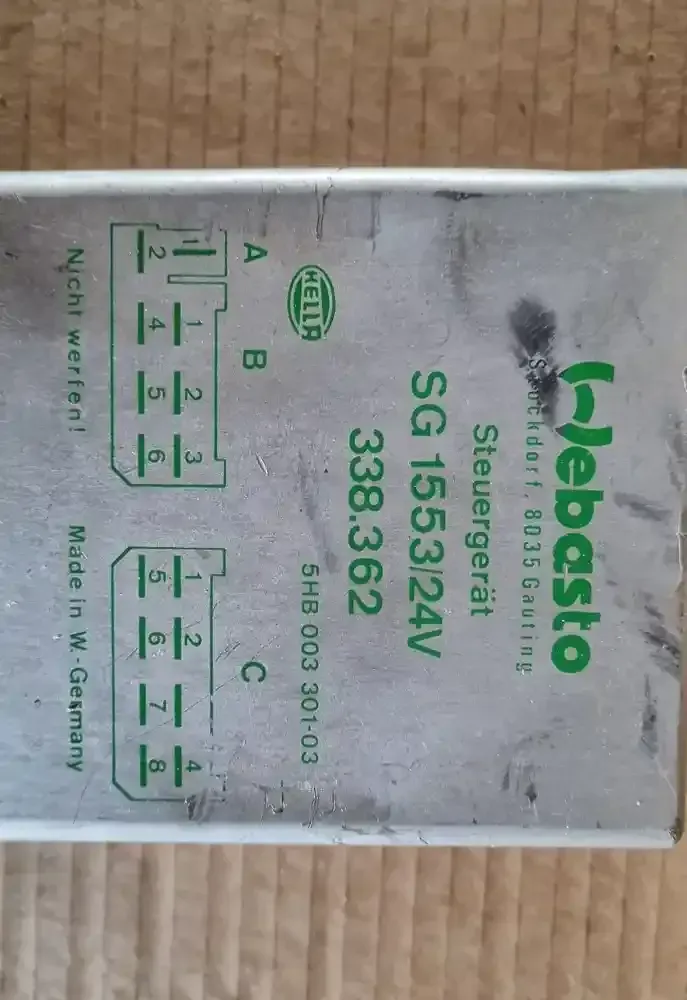 Webasto
Stockdorf, 8035 Gauting
Steuergerät
SG 1553/24V
338.362
HELLA 5HB 003 301-03
A B C
1 1 2 3 1 2 4
2 4 5 6 5 6 7 8
Nicht werfen! Made in W.-Germany